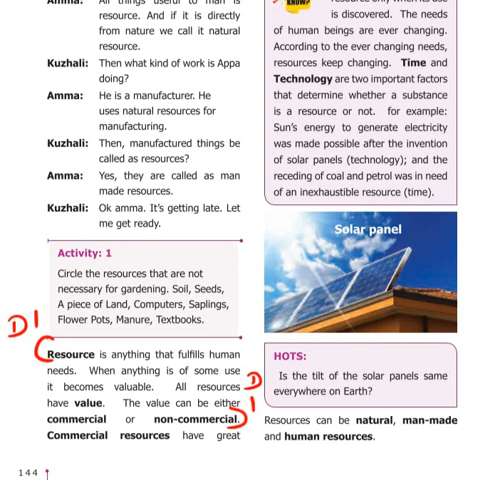 Amma: All things useful to man is
resource. And if it is directly
from nature we call it natural
resource.
Kuzhali: Then what kind of work is Appa
doing?
Amma: He is a manufacturer. He
uses natural resources for
manufacturing.
Kuzhali: Then, manufactured things be
called as resources?
Amma: Yes, they are called as man
made resources.
Kuzhali: Ok amma. It's getting late. Let
me get ready.
Activity: 1
Circle the resources that are not
necessary for gardening. Soil, Seeds,
A piece of Land, Computers, Saplings,
Flower Pots, Manure, Textbooks.
D1
Resource is anything that fulfills human
needs. When anything is of some use
it becomes valuable. All resources
have value. The value can be either
commercial or non-commercial.
Commercial resources have great
144
KNOW?
resource only when its use
is discovered. The needs
of human beings are ever changing.
According to the ever changing needs,
resources keep changing. Time and
Technology are two important factors
that determine whether a substance
is a resource or not. for example:
Sun's energy to generate electricity
was made possible after the invention
of solar panels (technology); and the
receding of coal and petrol was in need
of an inexhaustible resource (time).
Solar panel
HOTS:
D
Is the tilt of the solar panels same
everywhere on Earth?
D1
Resources can be natural, man-made
and human resources.